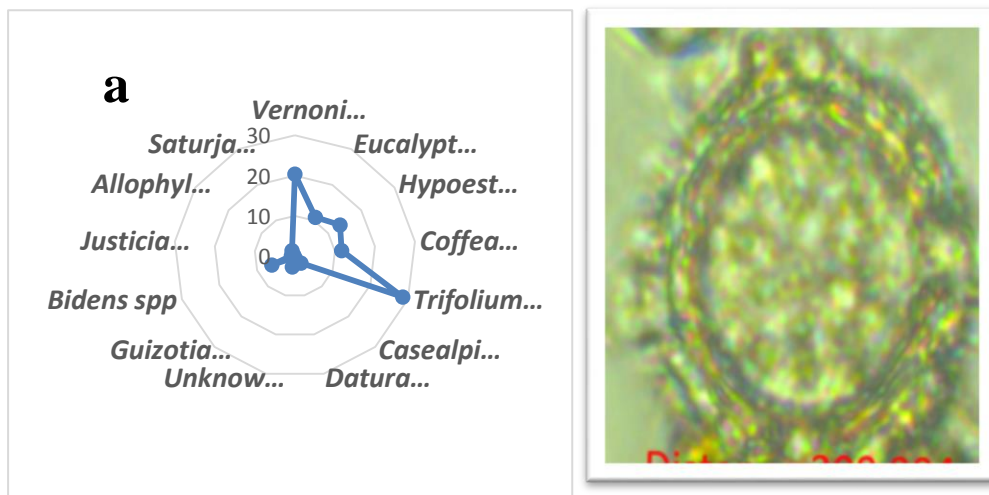 a
Vernoni...
30
Saturja...
Eucalypt...
20
Allophyl...
Hypoest...
10
Justicia...
Coffea...
0
Bidens spp
Trifolium...
Guizotia...
Casealpi...
Unknow...
Datura...